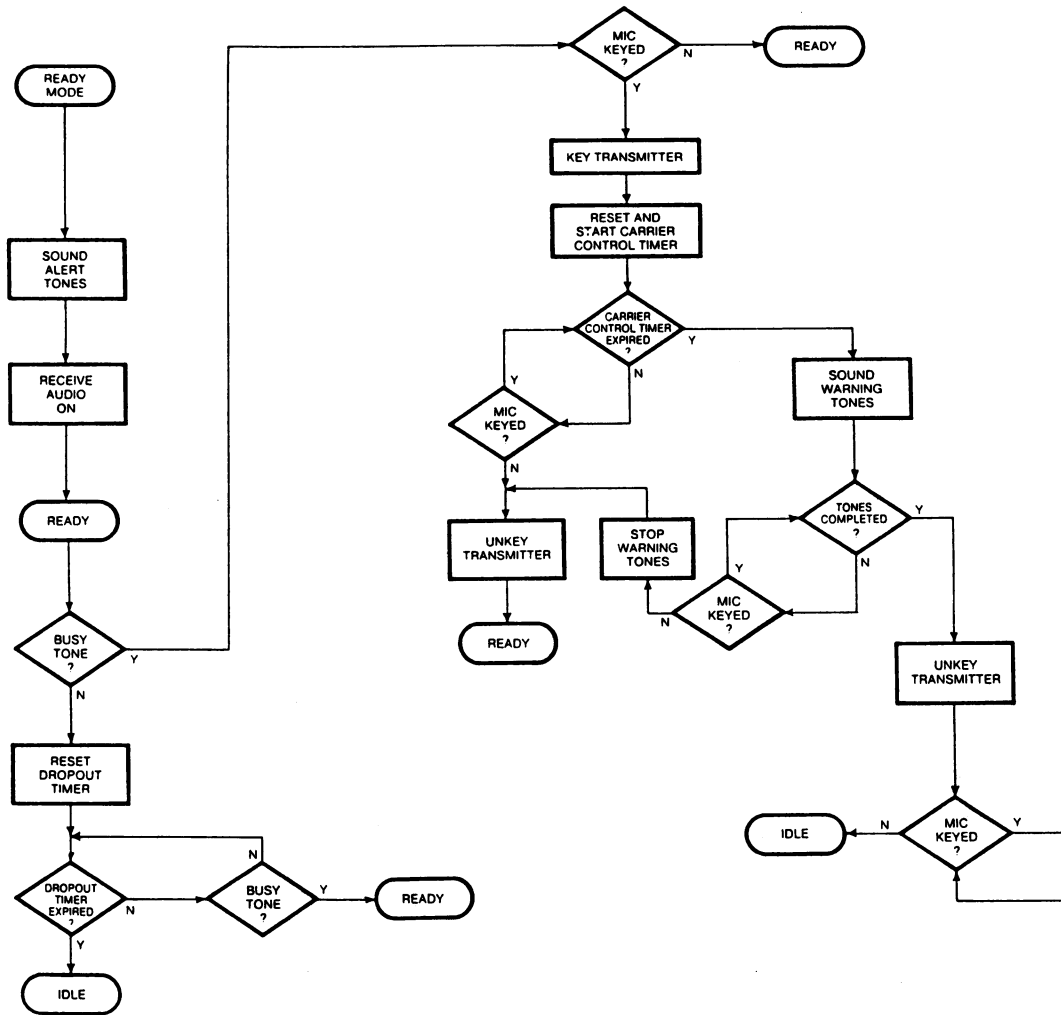 READY
MODE
SOUND
ALERT
TONES
RECEIVE
AUDIO
ON
READY
BUSY
TONE
?
Y
N
RESET
DROPOUT
TIMER
DROPOUT
TIMER
EXPIRED
?
N
Y
IDLE
BUSY
TONE
?
N
Y
READY
MIC
KEYED
?
N
Y
READY
KEY TRANSMITTER
RESET AND
START CARRIER
CONTROL TIMER
CARRIER
CONTROL TIMER
EXPIRED
?
Y
N
MIC
KEYED
?
Y
N
UNKEY
TRANSMITTER
READY
SOUND
WARNING
TONES
TONES
COMPLETED
?
Y
N
MIC
KEYED
?
Y
N
STOP
WARNING
TONES
UNKEY
TRANSMITTER
MIC
KEYED
?
N
Y
IDLE